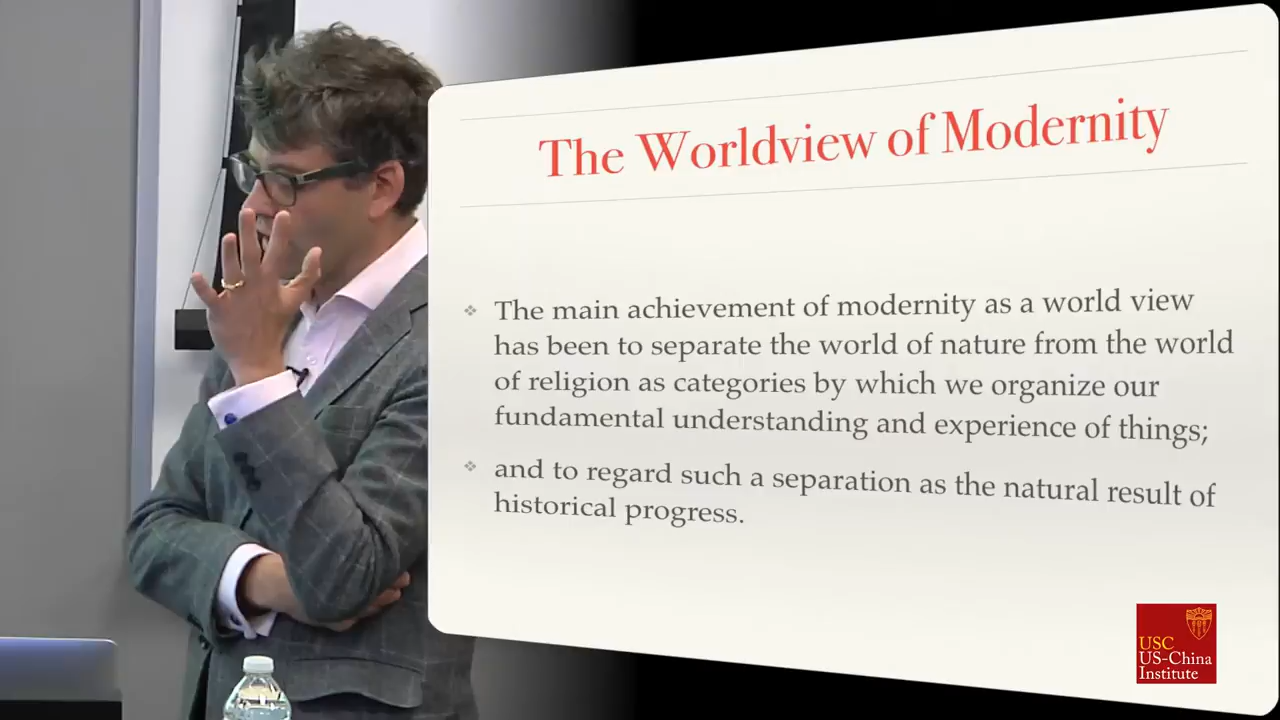 The Worldview of Modernity
The main achievement of modernity as a world view
has been to separate the world of nature from the world
of religion as categories by which we organize our
fundamental understanding and experience of things;
and to regard such a separation as the natural result of
historical progress.
USC
US-China
Institute